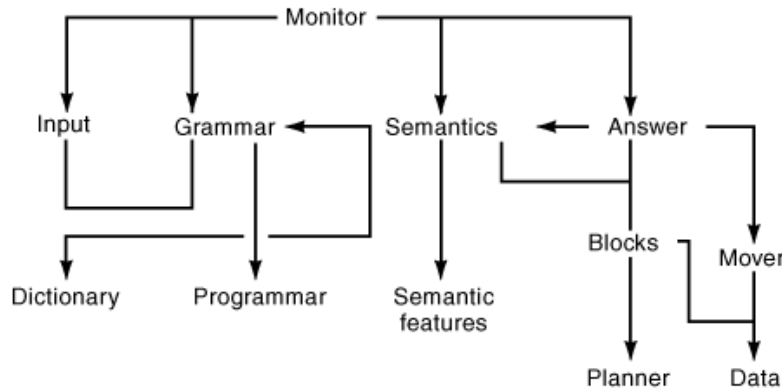 Monitor
Input
Grammar
Semantics
Answer
Blocks
Mover
Dictionary
Programmar
Semantic
features
Planner
Data